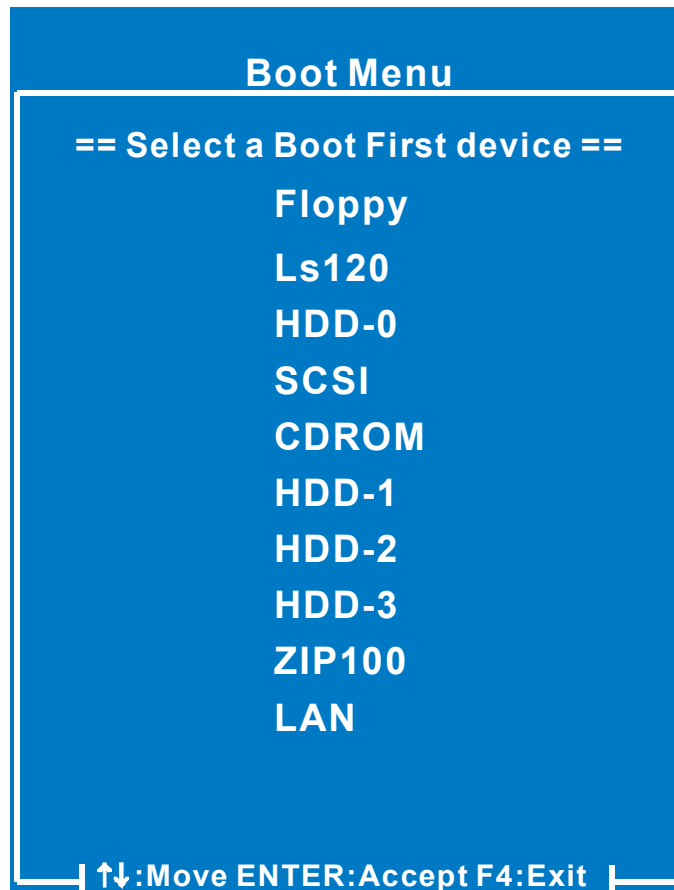 Boot Menu
== Select a Boot First device ==
Floppy
Ls120
HDD-0
SCSI
CDROM
HDD-1
HDD-2
HDD-3
ZIP100
LAN
↑↓:Move ENTER:Accept F4:Exit